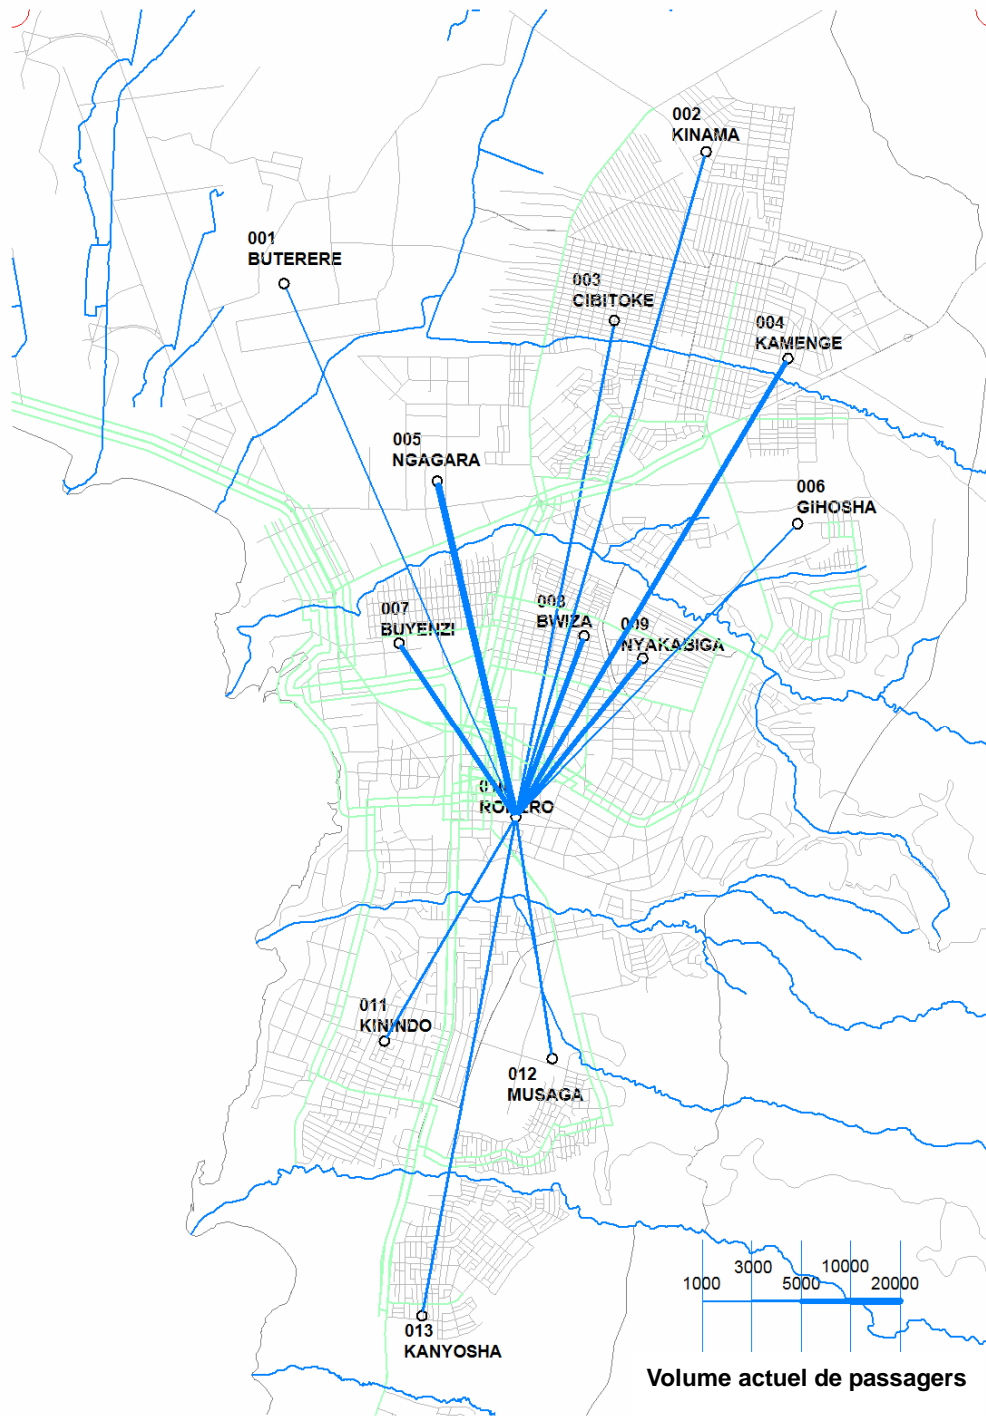 002
KINAMA
001
BUTERERE
003
CIBITOKE
004
KAMENGE
005
NGAGARA
006
GIHOSHA
007
BUYENZI
008
BWIZA
009
NYAKABIGA
ROHERO
011
KININDO
012
MUSAGA
013
KANYOSHA
1000 3000 5000 10000 20000
Volume actuel de passagers